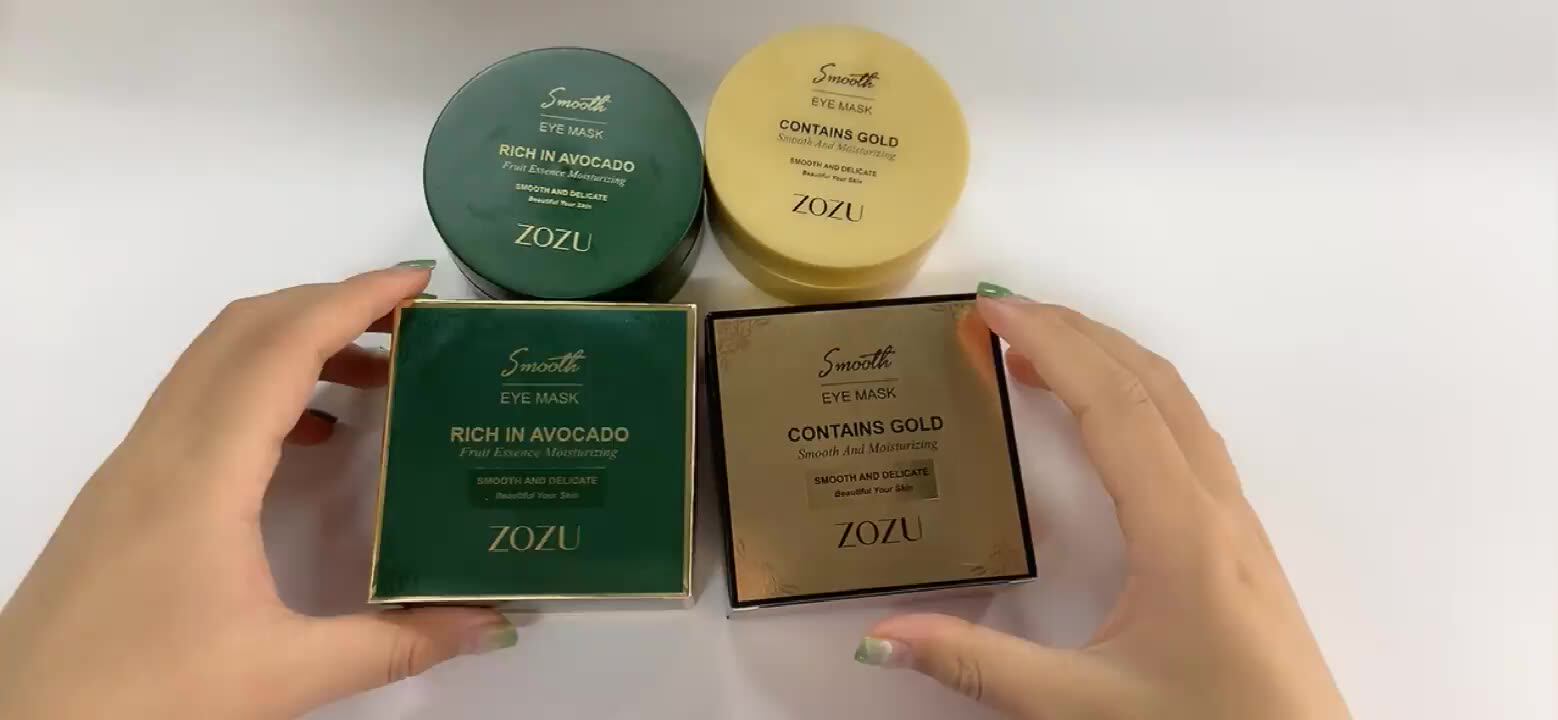 Smooth
EYE MASK
RICH IN AVOCADO
Fruit Essence Moisturizing
SMOOTH AND DELICATE
Beautiful Your Skin
ZOZU
Smooth
EYE MASK
CONTAINS GOLD
Smooth And Moisturizing
SMOOTH AND DELICATE
Beautiful Your Skin
ZOZU
Smooth
EYE MASK
RICH IN AVOCADO
Fruit Essence Moisturizing
SMOOTH AND DELICATE
Beautiful Your Skin
ZOZU
Smooth
EYE MASK
CONTAINS GOLD
Smooth And Moisturizing
SMOOTH AND DELICATE
Beautiful Your Skin
ZOZU